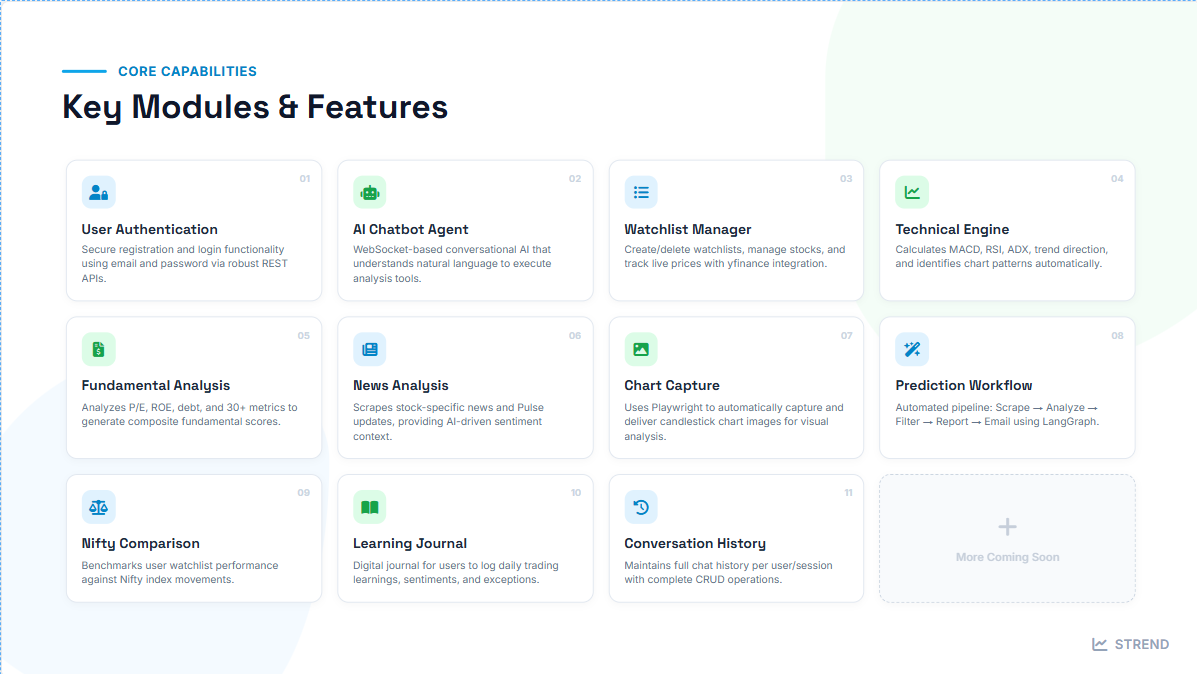 CORE CAPABILITIES
Key Modules & Features
01
User Authentication
Secure registration and login functionality
using email and password via robust REST
APIs.
02
AI Chatbot Agent
WebSocket-based conversational AI that
understands natural language to execute
analysis tools.
03
Watchlist Manager
Create/delete watchlists, manage stocks, and
track live prices with yfinance integration.
04
Technical Engine
Calculates MACD, RSI, ADX, trend direction,
and identifies chart patterns automatically.
05
Fundamental Analysis
Analyzes P/E, ROE, debt, and 30+ metrics to
generate composite fundamental scores.
06
News Analysis
Scrapes stock-specific news and Pulse
updates, providing AI-driven sentiment
context.
07
Chart Capture
Uses Playwright to automatically capture and
deliver candlestick chart images for visual
analysis.
08
Prediction Workflow
Automated pipeline: Scrape → Analyze →
Filter → Report → Email using LangGraph.
09
Nifty Comparison
Benchmarks user watchlist performance
against Nifty index movements.
10
Learning Journal
Digital journal for users to log daily trading
learnings, sentiments, and exceptions.
11
Conversation History
Maintains full chat history per user/session
with complete CRUD operations.
More Coming Soon
STREND